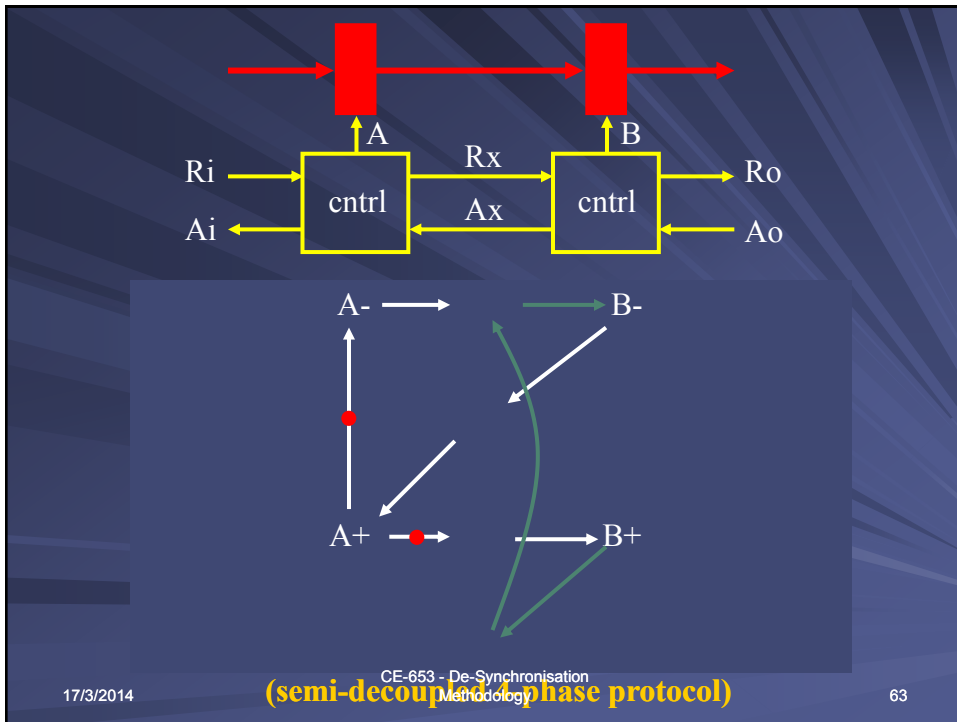 A B
Ri Rx Ro
cntrl cntrl
Ai Ax Ao
A- B-
A+ B+
CE-653 - De-Synchronisation
17/3/2014 Methodology 63
(semi-decoupled 4-phase protocol)